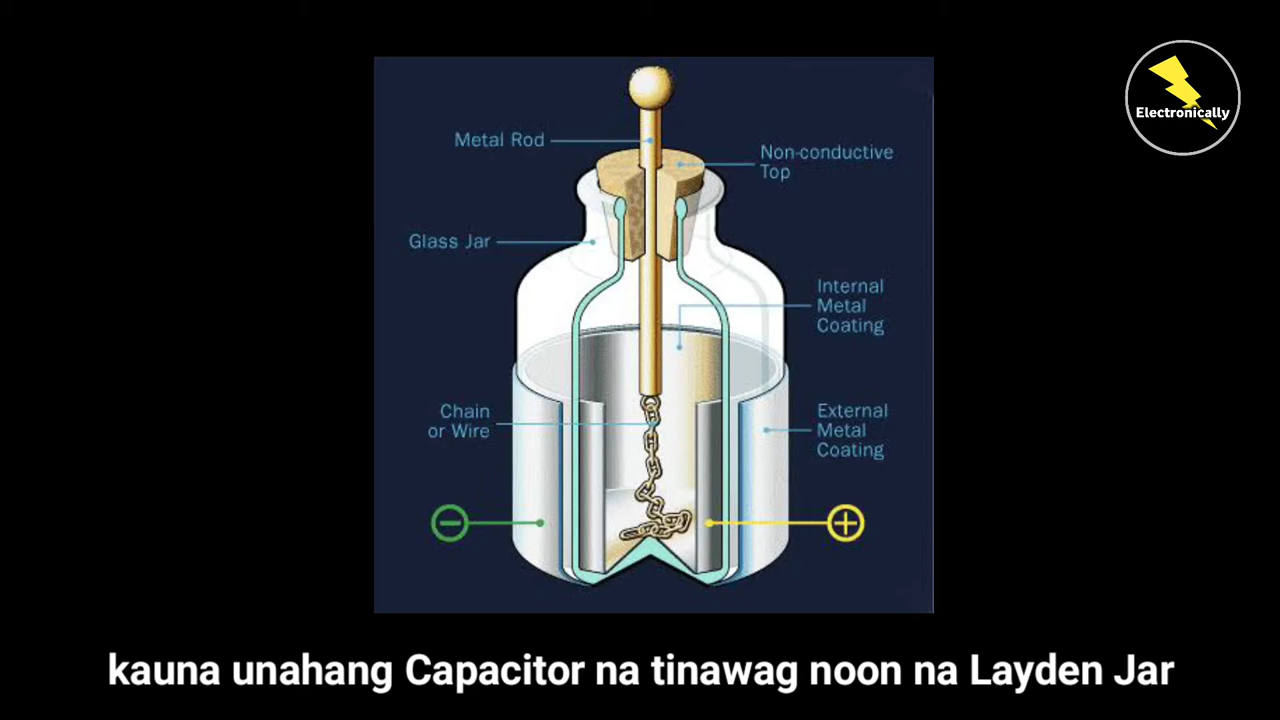 Electronically
Metal Rod
Non-conductive
Top
Glass Jar
Internal
Metal
Coating
Chain
or Wire
External
Metal
Coating
kauna unahang Capacitor na tinawag noon na Layden Jar